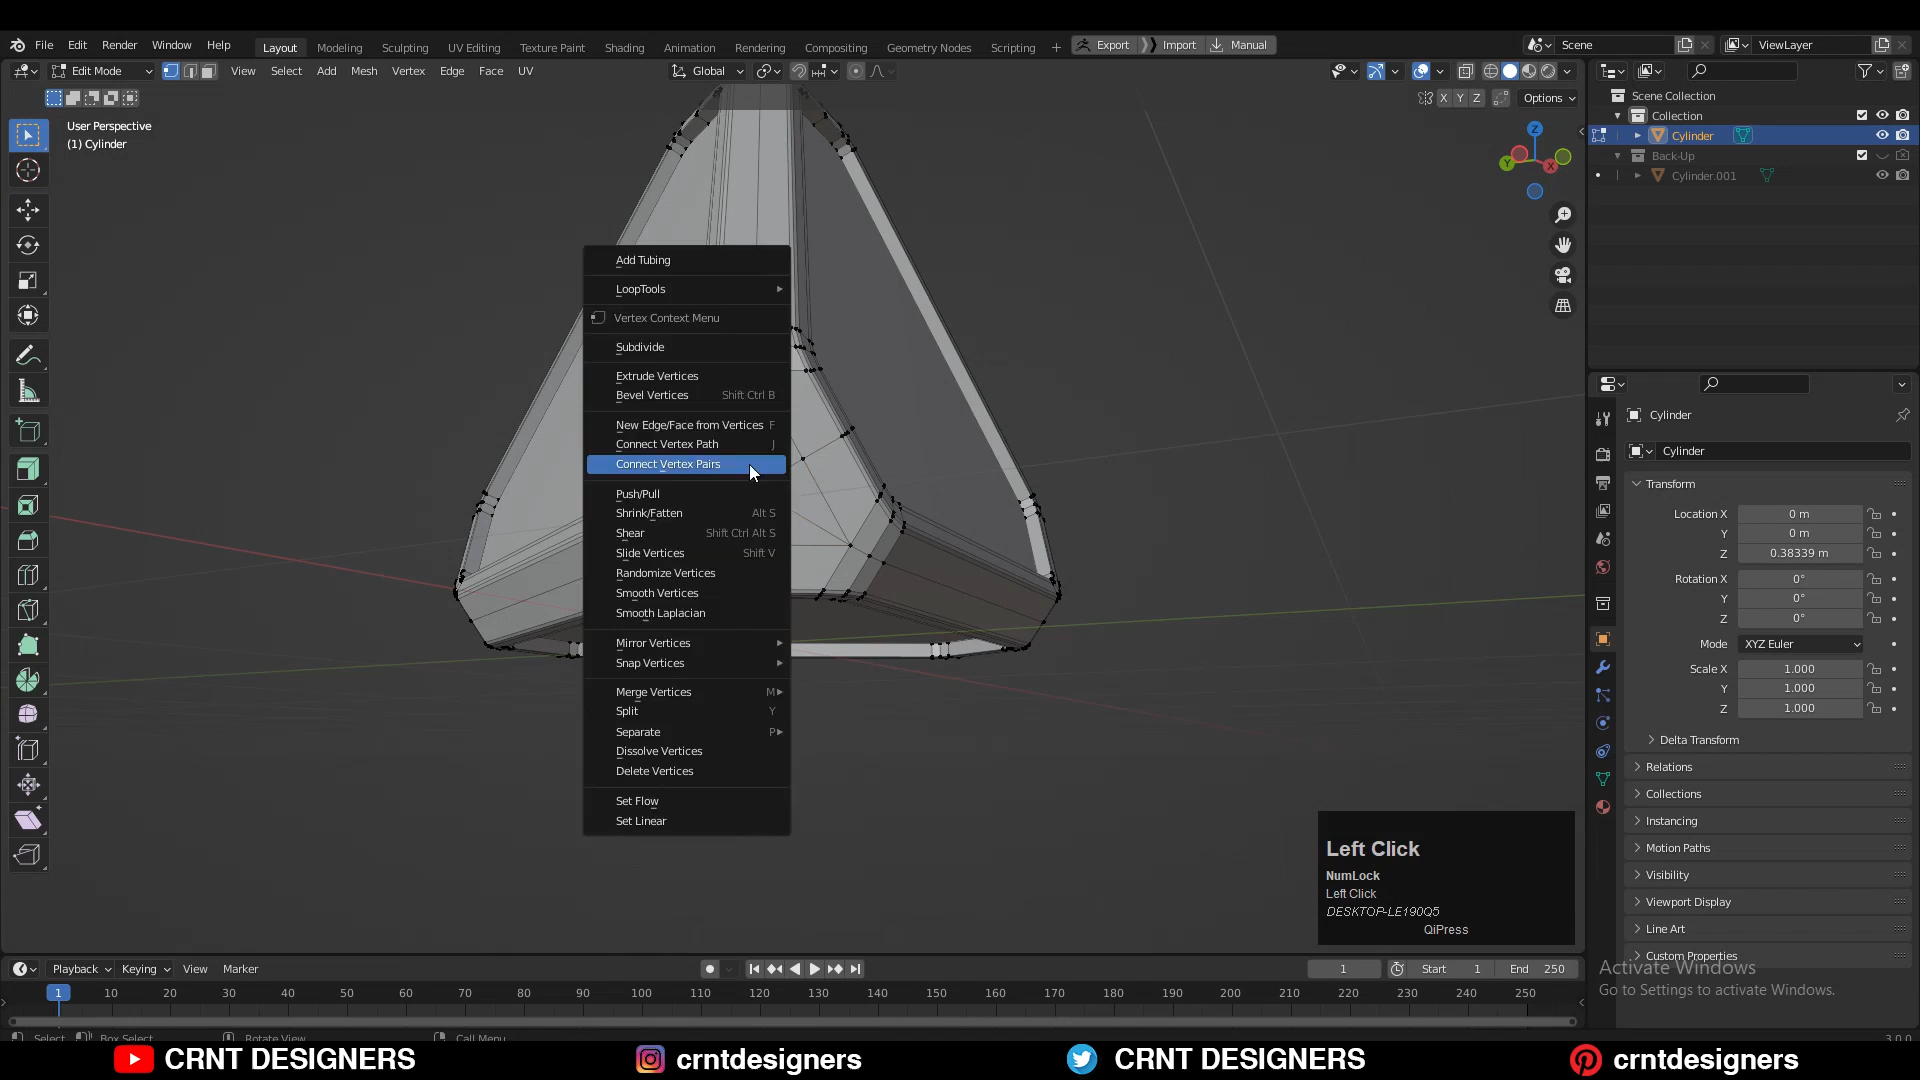 File Edit Render Window Help Layout Modeling Sculpting UV Editing Texture Paint Shading Animation Rendering Compositing Geometry Nodes Scripting + Export Import Manual Scene ViewLayer
Edit Mode View Select Add Mesh Vertex Edge Face UV Global
X Y Z Options
User Perspective
(1) Cylinder
Z
Y
X
Add Tubing
LoopTools
Vertex Context Menu
Subdivide
Extrude Vertices
Bevel Vertices Shift Ctrl B
New Edge/Face from Vertices F
Connect Vertex Path J
Connect Vertex Pairs
Push/Pull
Shrink/Fatten Alt S
Shear Shift Ctrl Alt S
Slide Vertices Shift V
Randomize Vertices
Smooth Vertices
Smooth Laplacian
Mirror Vertices
Snap Vertices
Merge Vertices M
Split Y
Separate P
Dissolve Vertices
Delete Vertices
Set Flow
Set Linear
Scene Collection
Collection
Cylinder
Back-Up
Cylinder.001
Cylinder
Cylinder
Transform
Location X 0 m
Y 0 m
Z 0.38339 m
Rotation X 0°
Y 0°
Z 0°
Mode XYZ Euler
Scale X 1.000
Y 1.000
Z 1.000
Delta Transform
Relations
Collections
Instancing
Motion Paths
Visibility
Viewport Display
Line Art
Custom Properties
Activate Windows
Go to Settings to activate Windows.
Left Click
NumLock
Left Click
DESKTOP-LE190Q5
QiPress
Playback Keying View Marker 1 Start 1 End 250
1 10 20 30 40 50 60 70 80 90 100 110 120 130 140 150 160 170 180 190 200 210 220 230 240 250
Select Box Select Rotate View Call Menu 3.0.0
CRNT DESIGNERS crntdesigners CRNT DESIGNERS crntdesigners